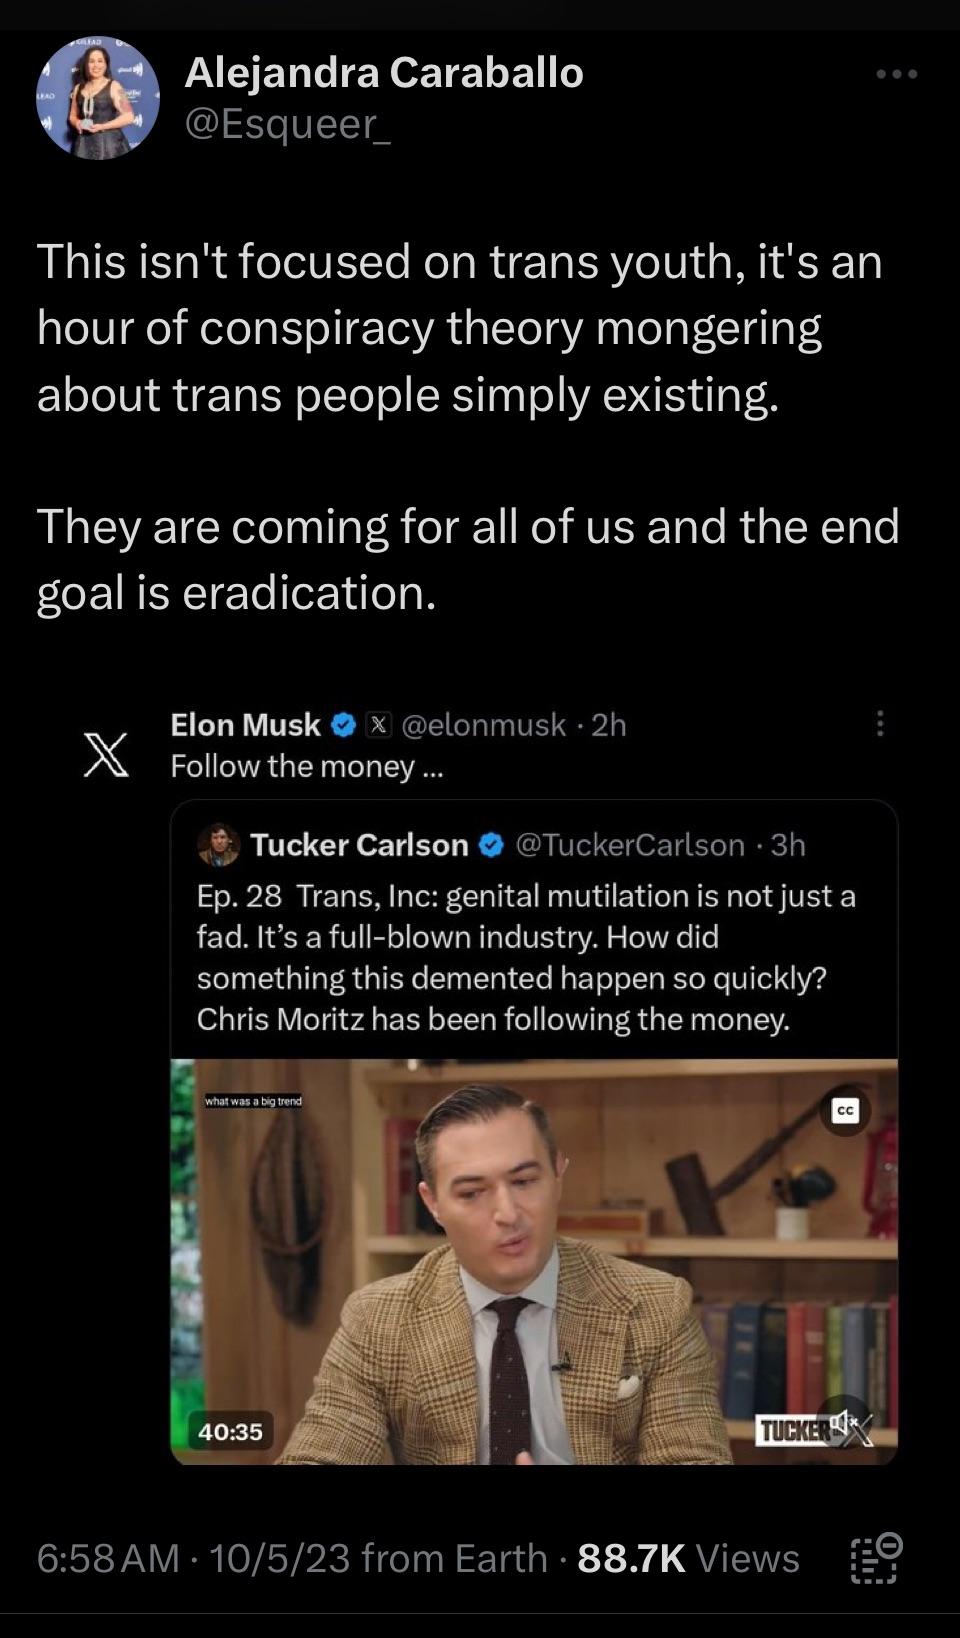 Alejandra Caraballo
@Esqueer_
This isn't focused on trans youth, it's an
hour of conspiracy theory mongering
about trans people simply existing.
They are coming for all of us and the end
goal is eradication.
Elon Musk @elonmusk · 2h
Follow the money ...
Tucker Carlson @TuckerCarlson · 3h
Ep. 28  Trans, Inc: genital mutilation is not just a
fad. It’s a full-blown industry. How did
something this demented happen so quickly?
Chris Moritz has been following the money.
what was a big trend
CC
40:35
TUCKER
6:58 AM · 10/5/23 from Earth · 88.7K Views